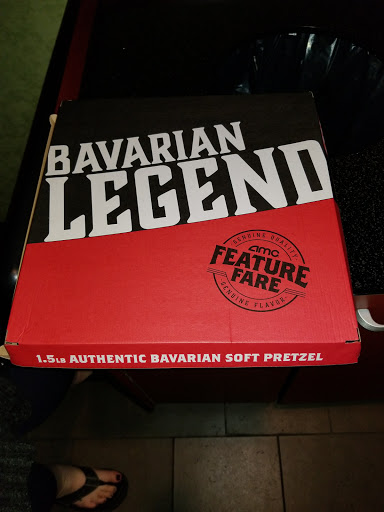 BAVARIAN
LEGEND
GENUINE QUALITY
amc
FEATURE
FARE
GENUINE FLAVOR
1.5LB AUTHENTIC BAVARIAN SOFT PRETZEL